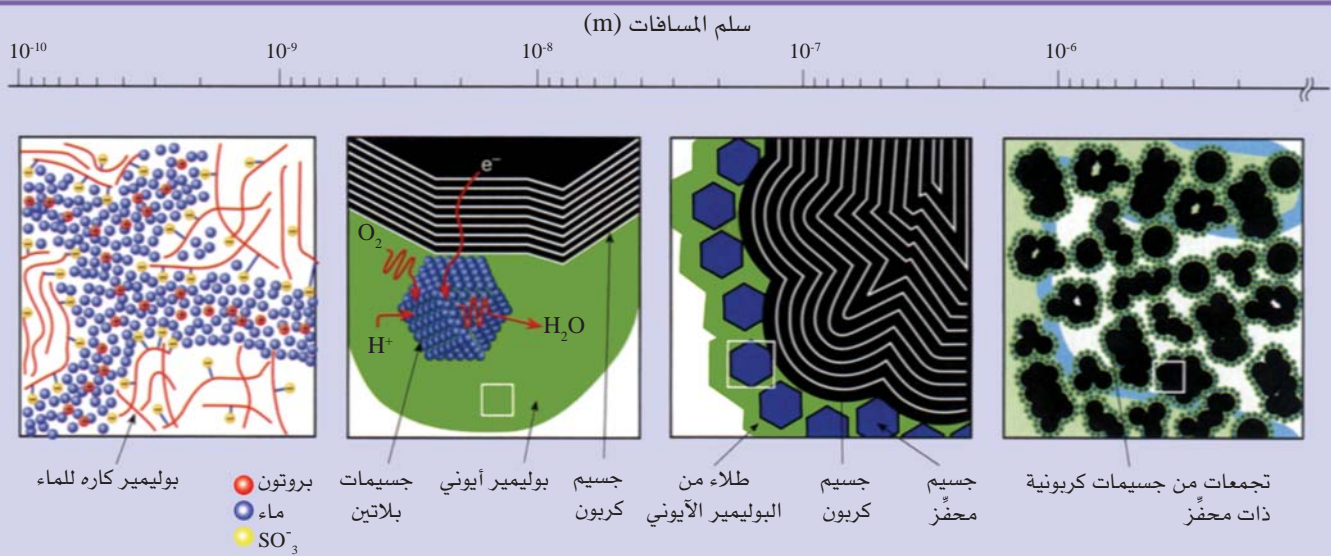 سلم المسافات (m)
10⁻¹⁰ 10⁻⁹ 10⁻⁸ 10⁻⁷ 10⁻⁶
e⁻
O₂
H⁺
H₂O
بوليمير كاره للماء
بروتون
ماء
SO⁻₃
جسيمات
بلاتين
بوليمير أيوني
جسيم
كربون
طلاء من
البوليمير الآيوني
جسيم
كربون
جسيم
محفِّز
تجمعات من جسيمات كربونية
ذات محفِّز